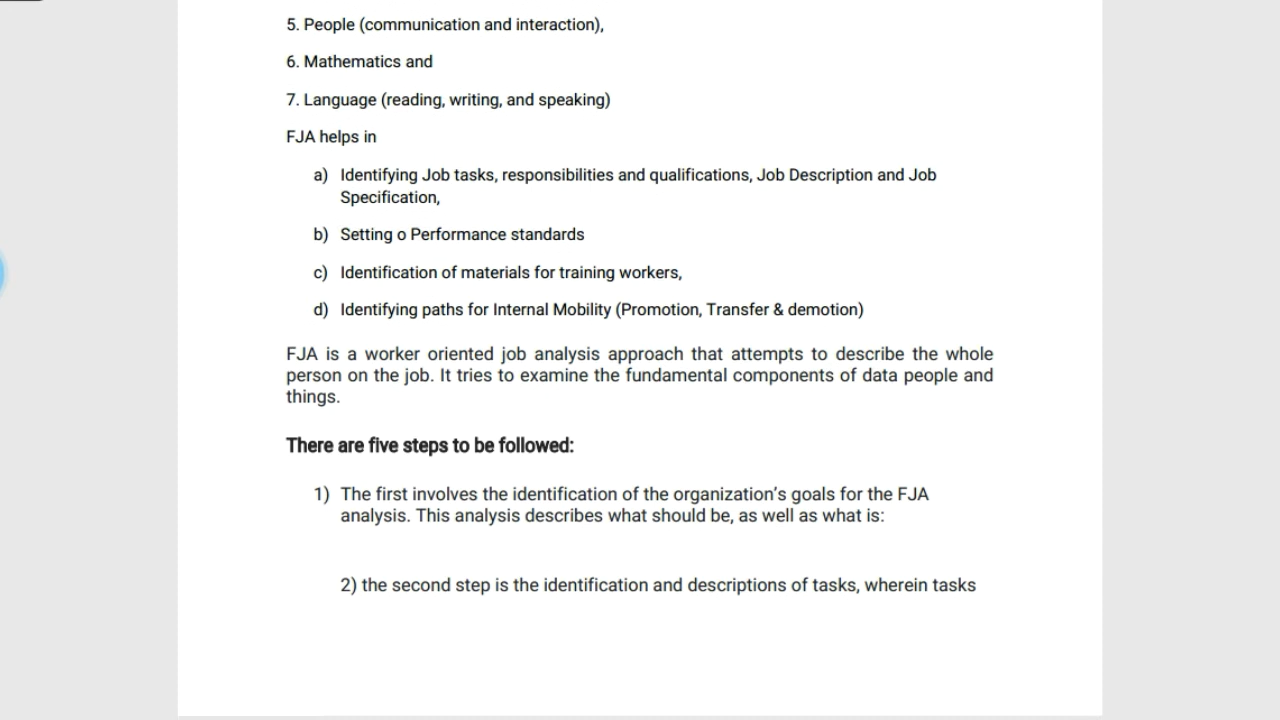 5. People (communication and interaction),
6. Mathematics and
7. Language (reading, writing, and speaking)
FJA helps in
a) Identifying Job tasks, responsibilities and qualifications, Job Description and Job
Specification,
b) Setting o Performance standards
c) Identification of materials for training workers,
d) Identifying paths for Internal Mobility (Promotion, Transfer & demotion)
FJA is a worker oriented job analysis approach that attempts to describe the whole
person on the job. It tries to examine the fundamental components of data people and
things.
There are five steps to be followed:
1) The first involves the identification of the organization's goals for the FJA
analysis. This analysis describes what should be, as well as what is:
2) the second step is the identification and descriptions of tasks, wherein tasks